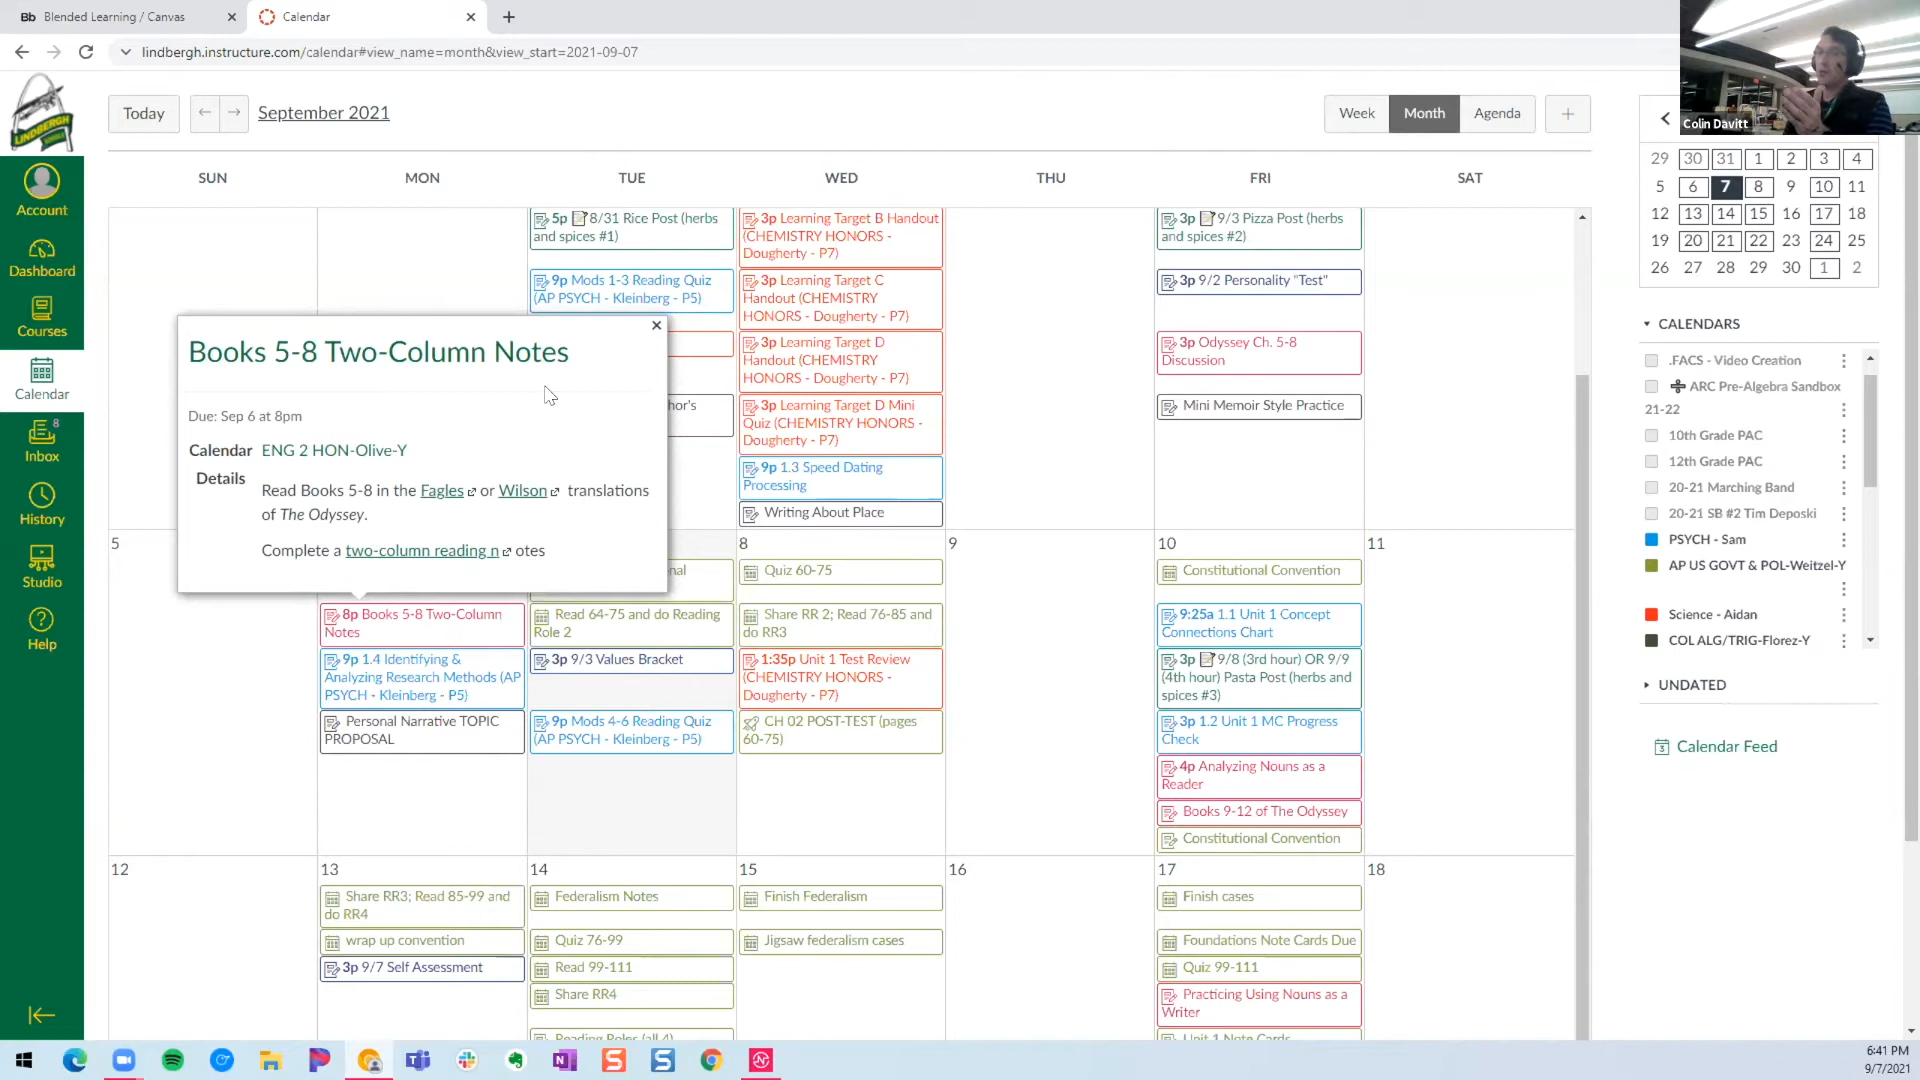 Bb Blended Learning / Canvas
Calendar
lindbergh.instructure.com/calendar#view_name=month&view_start=2021-09-07
Colin Davitt
LINDBERGH
SCHOOLS
Account
Dashboard
Courses
Calendar
8
Inbox
History
Studio
Help
Today
September 2021
Week
Month
Agenda
SUN
MON
TUE
WED
THU
FRI
SAT
5p 8/31 Rice Post (herbs
and spices #1)
9p Mods 1-3 Reading Quiz
(AP PSYCH - Kleinberg - P5)
hor's
3p Learning Target B Handout
(CHEMISTRY HONORS -
Dougherty - P7)
3p Learning Target C
Handout (CHEMISTRY
HONORS - Dougherty - P7)
3p Learning Target D
Handout (CHEMISTRY
HONORS - Dougherty - P7)
3p Learning Target D Mini
Quiz (CHEMISTRY HONORS -
Dougherty - P7)
9p 1.3 Speed Dating
Processing
Writing About Place
3p 9/3 Pizza Post (herbs
and spices #2)
3p 9/2 Personality "Test"
3p Odyssey Ch. 5-8
Discussion
Mini Memoir Style Practice
Books 5-8 Two-Column Notes
Due: Sep 6 at 8pm
Calendar ENG 2 HON-Olive-Y
Details
Read Books 5-8 in the Fagles or Wilson translations
of The Odyssey.
Complete a two-column reading n otes
5
8p Books 5-8 Two-Column
Notes
9p 1.4 Identifying &
Analyzing Research Methods (AP
PSYCH - Kleinberg - P5)
Personal Narrative TOPIC
PROPOSAL
nal
Read 64-75 and do Reading
Role 2
3p 9/3 Values Bracket
9p Mods 4-6 Reading Quiz
(AP PSYCH - Kleinberg - P5)
8
Quiz 60-75
Share RR 2; Read 76-85 and
do RR3
1:35p Unit 1 Test Review
(CHEMISTRY HONORS -
Dougherty - P7)
CH 02 POST-TEST (pages
60-75)
9
10
Constitutional Convention
9:25a 1.1 Unit 1 Concept
Connections Chart
3p 9/8 (3rd hour) OR 9/9
(4th hour) Pasta Post (herbs
and spices #3)
3p 1.2 Unit 1 MC Progress
Check
4p Analyzing Nouns as a
Reader
Books 9-12 of The Odyssey
Constitutional Convention
11
12
13
Share RR3; Read 85-99 and
do RR4
wrap up convention
3p 9/7 Self Assessment
14
Federalism Notes
Quiz 76-99
Read 99-111
Share RR4
Reading Roles (all 4)
15
Finish Federalism
Jigsaw federalism cases
16
17
Finish cases
Foundations Note Cards Due
Quiz 99-111
Practicing Using Nouns as a
Writer
Unit 1 Note Cards
18
29 30 31 1 2 3 4
5 6 7 8 9 10 11
12 13 14 15 16 17 18
19 20 21 22 23 24 25
26 27 28 29 30 1 2
CALENDARS
.FACS - Video Creation
ARC Pre-Algebra Sandbox
21-22
10th Grade PAC
12th Grade PAC
20-21 Marching Band
20-21 SB #2 Tim Deposki
PSYCH - Sam
AP US GOVT & POL-Weitzel-Y
Science - Aidan
COL ALG/TRIG-Florez-Y
UNDATED
3 Calendar Feed
6:41 PM
9/7/2021